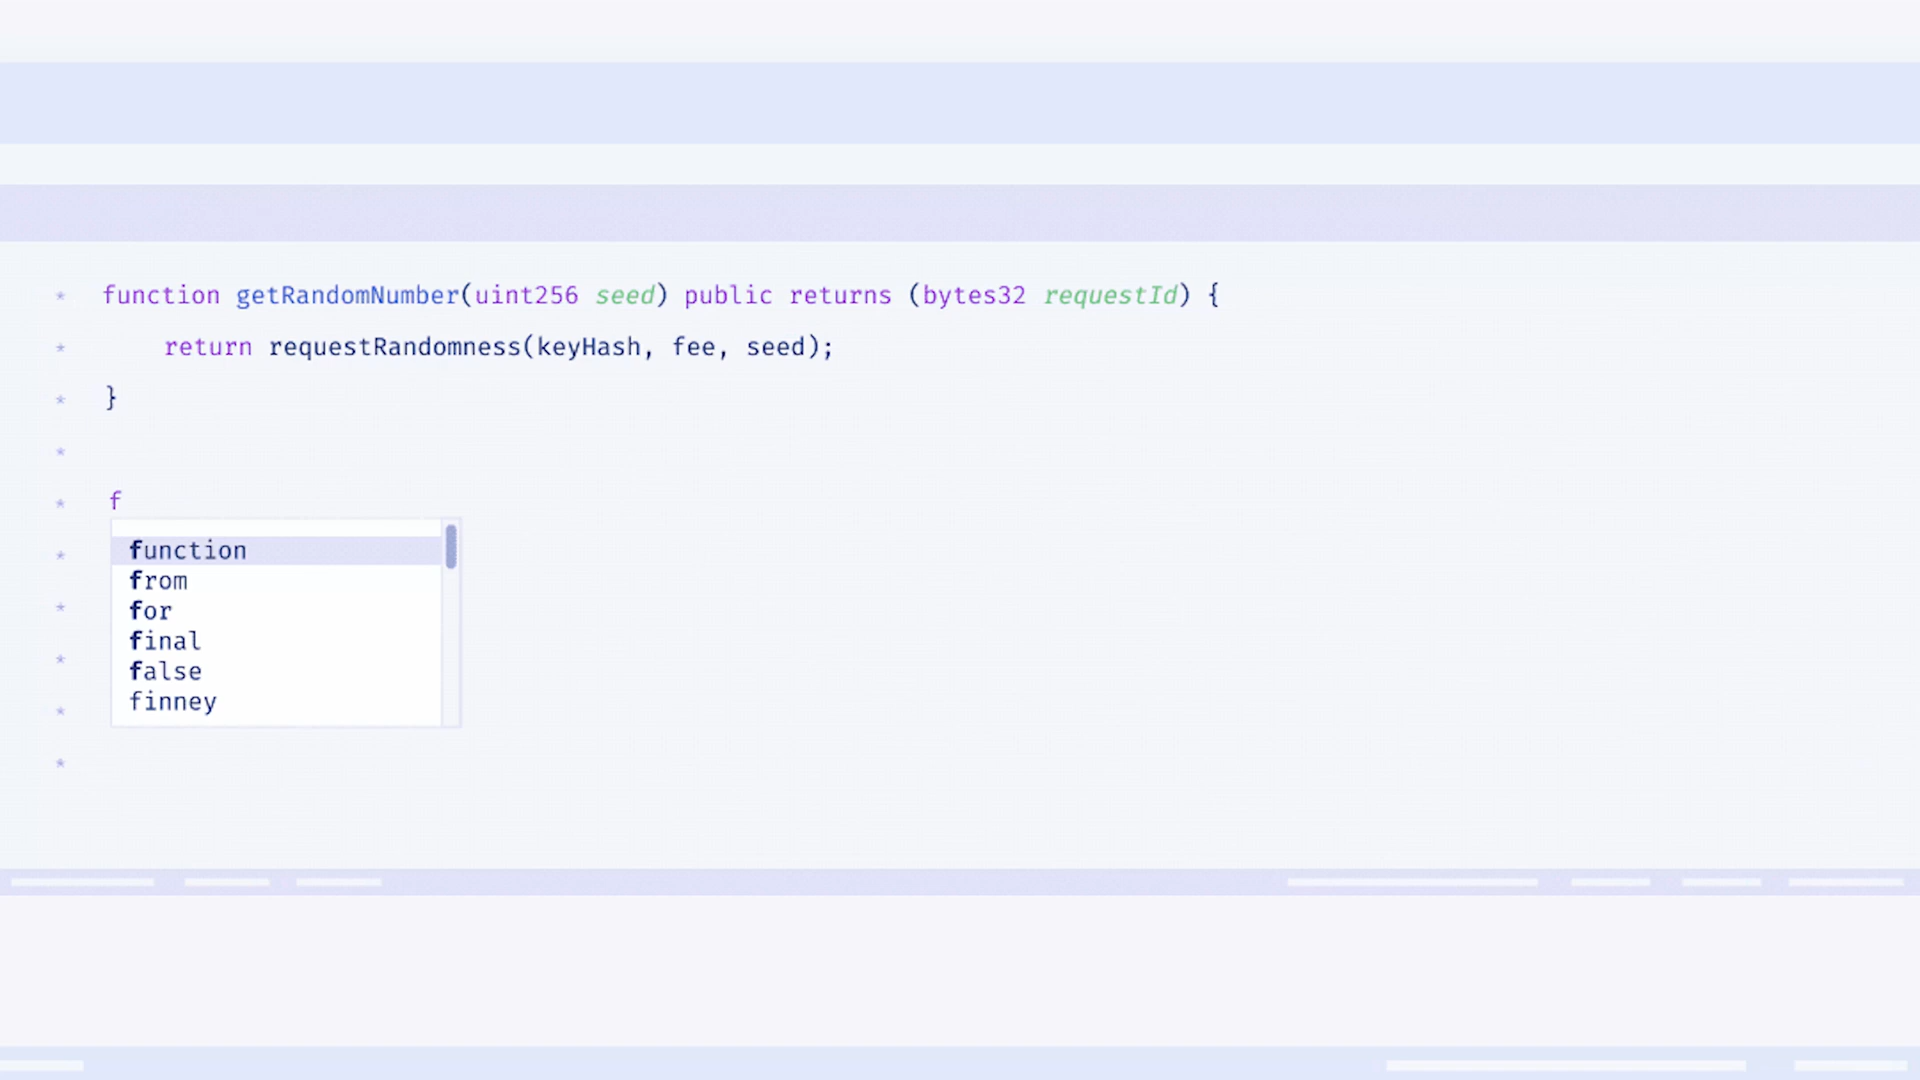 * function getRandomNumber(uint256 seed) public returns (bytes32 requestId) {
* return requestRandomness(keyHash, fee, seed);
* }
*
* f
* function
* from
for
* final
false
* finney
*